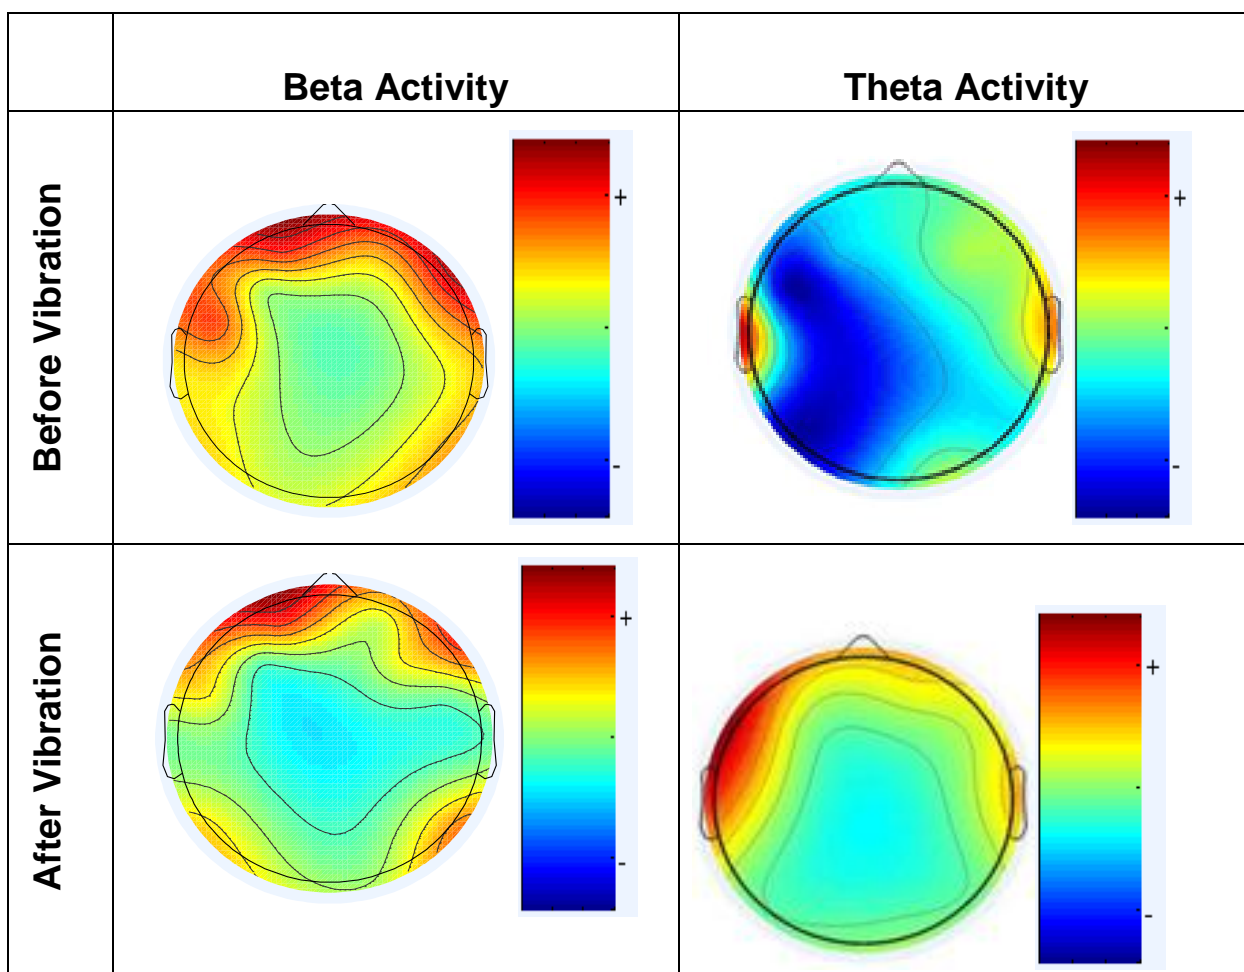 Beta Activity
Theta Activity
Before Vibration
+
-
+
-
After Vibration
+
-
+
-